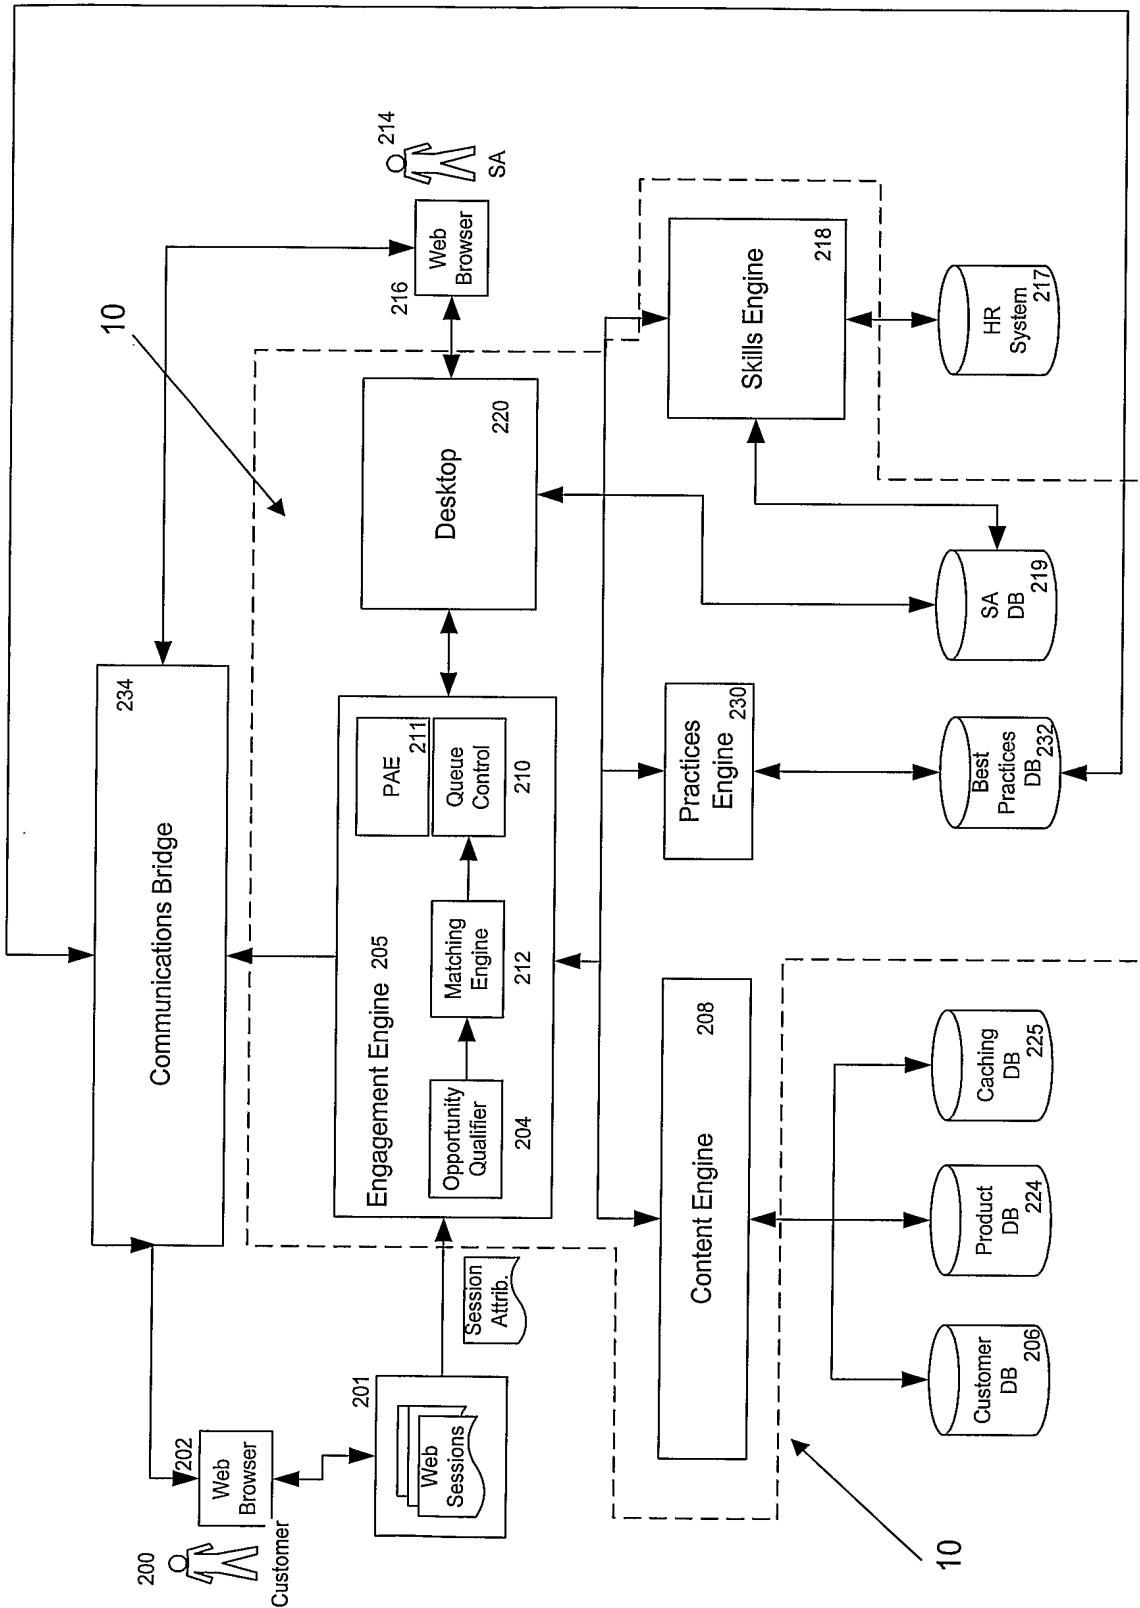 200
Customer
202
Web
Browser
201
Web
Sessions
Session
Attrib.
Communications Bridge
234
Engagement Engine 205
Opportunity
Qualifier
204
Matching
Engine
212
PAE
211
Queue
Control
210
Desktop
220
216
Web
Browser
214
SA
10
Content Engine
208
Practices
Engine
230
Skills Engine
218
Customer
DB
206
Product
DB
224
Caching
DB
225
Best
Practices
DB
232
SA
DB
219
HR
System
217
10